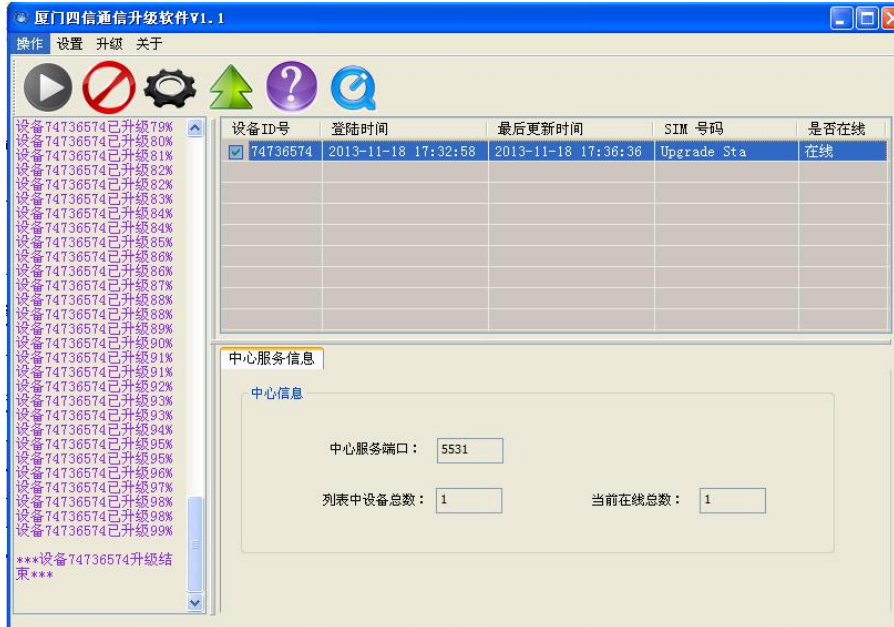 厦门四信通信升级软件V1.1
操作 设置 升级 关于
设备74736574已升级79%
设备74736574已升级80%
设备74736574已升级81%
设备74736574已升级82%
设备74736574已升级82%
设备74736574已升级83%
设备74736574已升级84%
设备74736574已升级84%
设备74736574已升级85%
设备74736574已升级86%
设备74736574已升级86%
设备74736574已升级87%
设备74736574已升级88%
设备74736574已升级88%
设备74736574已升级89%
设备74736574已升级90%
设备74736574已升级91%
设备74736574已升级91%
设备74736574已升级92%
设备74736574已升级93%
设备74736574已升级93%
设备74736574已升级94%
设备74736574已升级95%
设备74736574已升级95%
设备74736574已升级96%
设备74736574已升级97%
设备74736574已升级98%
设备74736574已升级98%
设备74736574已升级99%
***设备74736574升级结
束***
设备ID号 登陆时间 最后更新时间 SIM 号码 是否在线
74736574 2013-11-18 17:32:58 2013-11-18 17:36:36 Upgrade Sta 在线
中心服务信息
中心信息
中心服务端口： 5531
列表中设备总数： 1 当前在线总数： 1